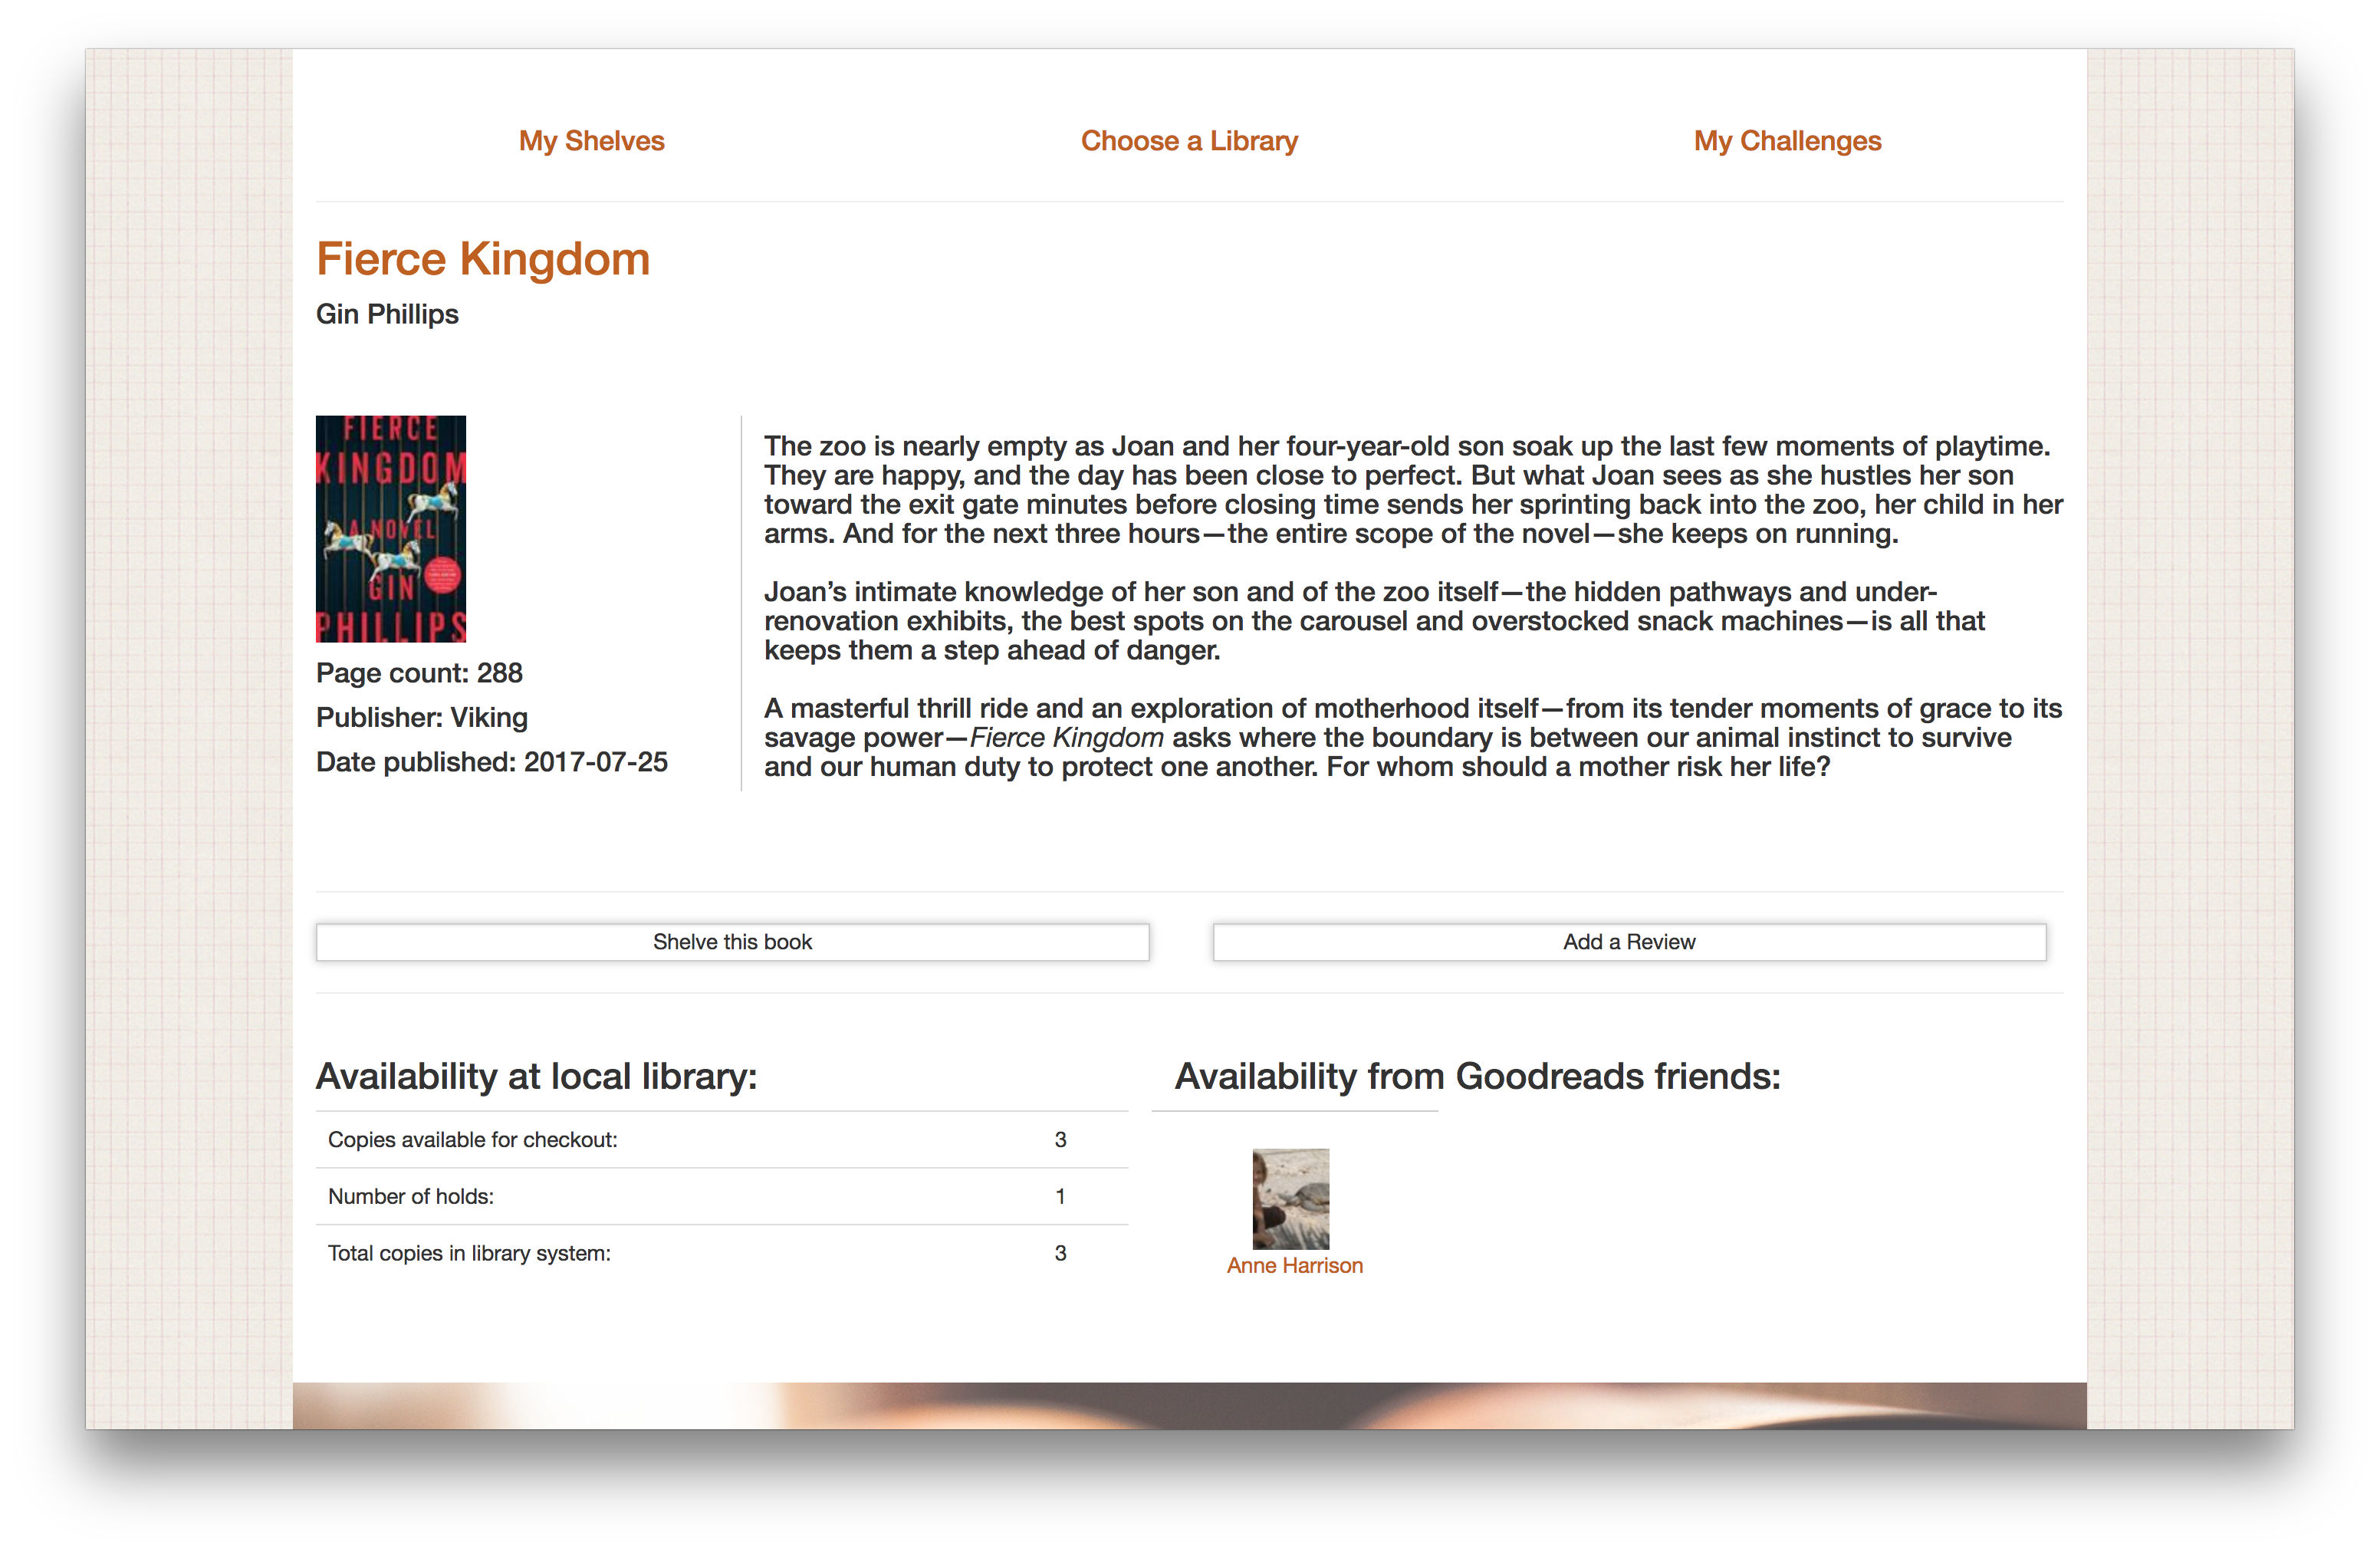 My Shelves
Choose a Library
My Challenges
Fierce Kingdom
Gin Phillips
FIERCE
KINGDOM
A NOVEL
GIN
PHILLIPS
Page count: 288
Publisher: Viking
Date published: 2017-07-25
The zoo is nearly empty as Joan and her four-year-old son soak up the last few moments of playtime.
They are happy, and the day has been close to perfect. But what Joan sees as she hustles her son
toward the exit gate minutes before closing time sends her sprinting back into the zoo, her child in her
arms. And for the next three hours—the entire scope of the novel—she keeps on running.
Joan’s intimate knowledge of her son and of the zoo itself—the hidden pathways and under-
renovation exhibits, the best spots on the carousel and overstocked snack machines—is all that
keeps them a step ahead of danger.
A masterful thrill ride and an exploration of motherhood itself—from its tender moments of grace to its
savage power—Fierce Kingdom asks where the boundary is between our animal instinct to survive
and our human duty to protect one another. For whom should a mother risk her life?
Shelve this book
Add a Review
Availability at local library:
Copies available for checkout: 3
Number of holds: 1
Total copies in library system: 3
Availability from Goodreads friends:
Anne Harrison